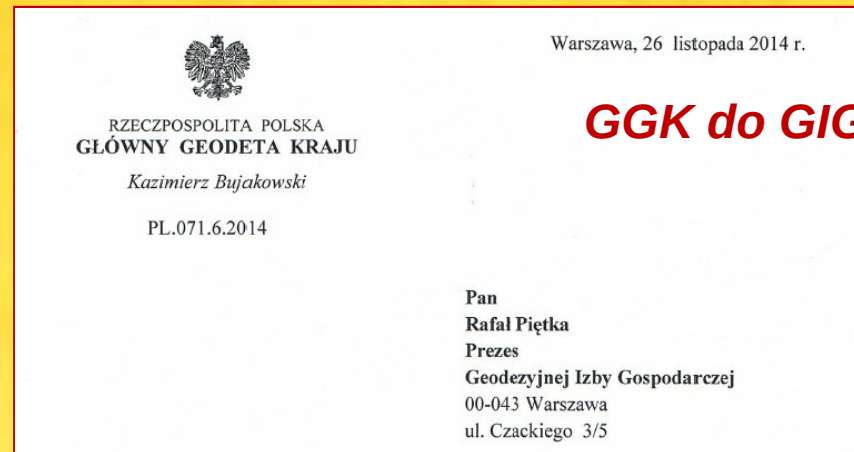 Warszawa, 26 listopada 2014 r.
GGK do GIG
RZECZPOSPOLITA POLSKA
GŁÓWNY GEODETA KRAJU
Kazimierz Bujakowski
PL.071.6.2014
Pan
Rafał Piętka
Prezes
Geodezyjnej Izby Gospodarczej
00-043 Warszawa
ul. Czackiego 3/5